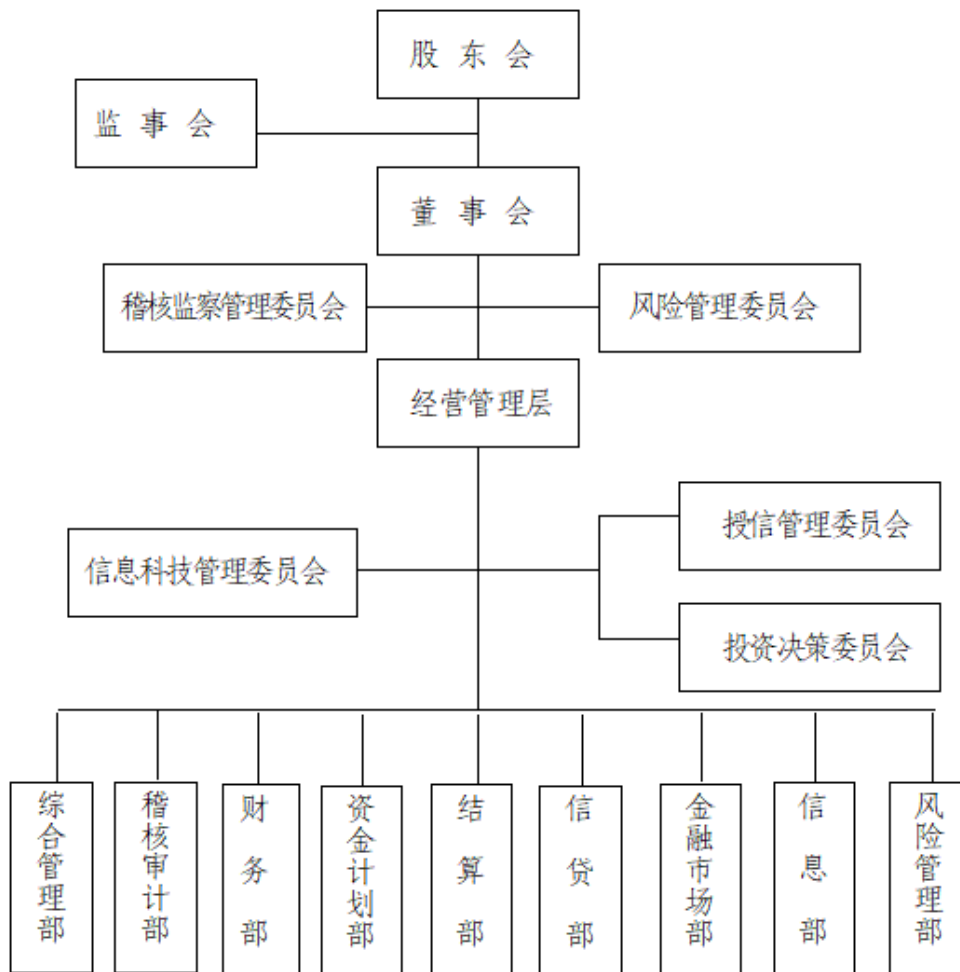 股东会
监事会
董事会
稽核监察管理委员会
风险管理委员会
经营管理层
授信管理委员会
信息科技管理委员会
投资决策委员会
综合管理部
稽核审计部
财务部
资金计划部
结算部
信贷部
金融市场部
信息部
风险管理部